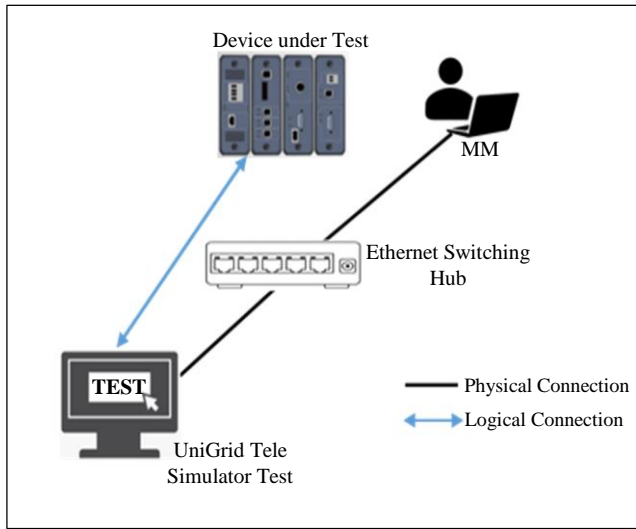 Device under Test
MM
Ethernet Switching
Hub
TEST
UniGrid Tele
Simulator Test
Physical Connection
Logical Connection